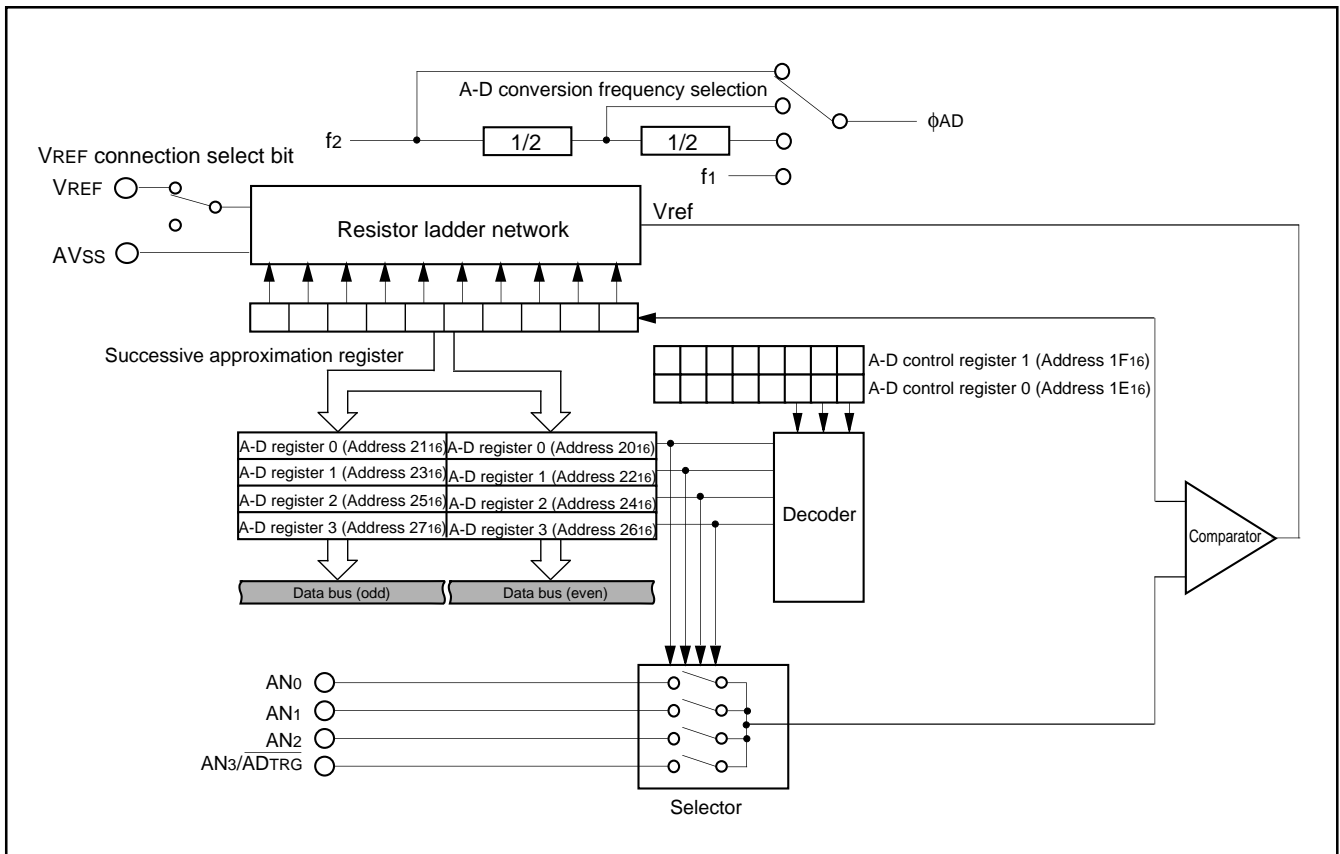 A-D conversion frequency selection
f2
1/2
1/2
ϕAD
f1
VREF connection select bit
VREF
AVSS
Resistor ladder network
Vref
Successive approximation register
A-D control register 1 (Address 1F16)
A-D control register 0 (Address 1E16)
A-D register 0 (Address 2116)
A-D register 0 (Address 2016)
A-D register 1 (Address 2316)
A-D register 1 (Address 2216)
A-D register 2 (Address 2516)
A-D register 2 (Address 2416)
A-D register 3 (Address 2716)
A-D register 3 (Address 2616)
Decoder
Comparator
Data bus (odd)
Data bus (even)
AN0
AN1
AN2
AN3/ADTRG
Selector